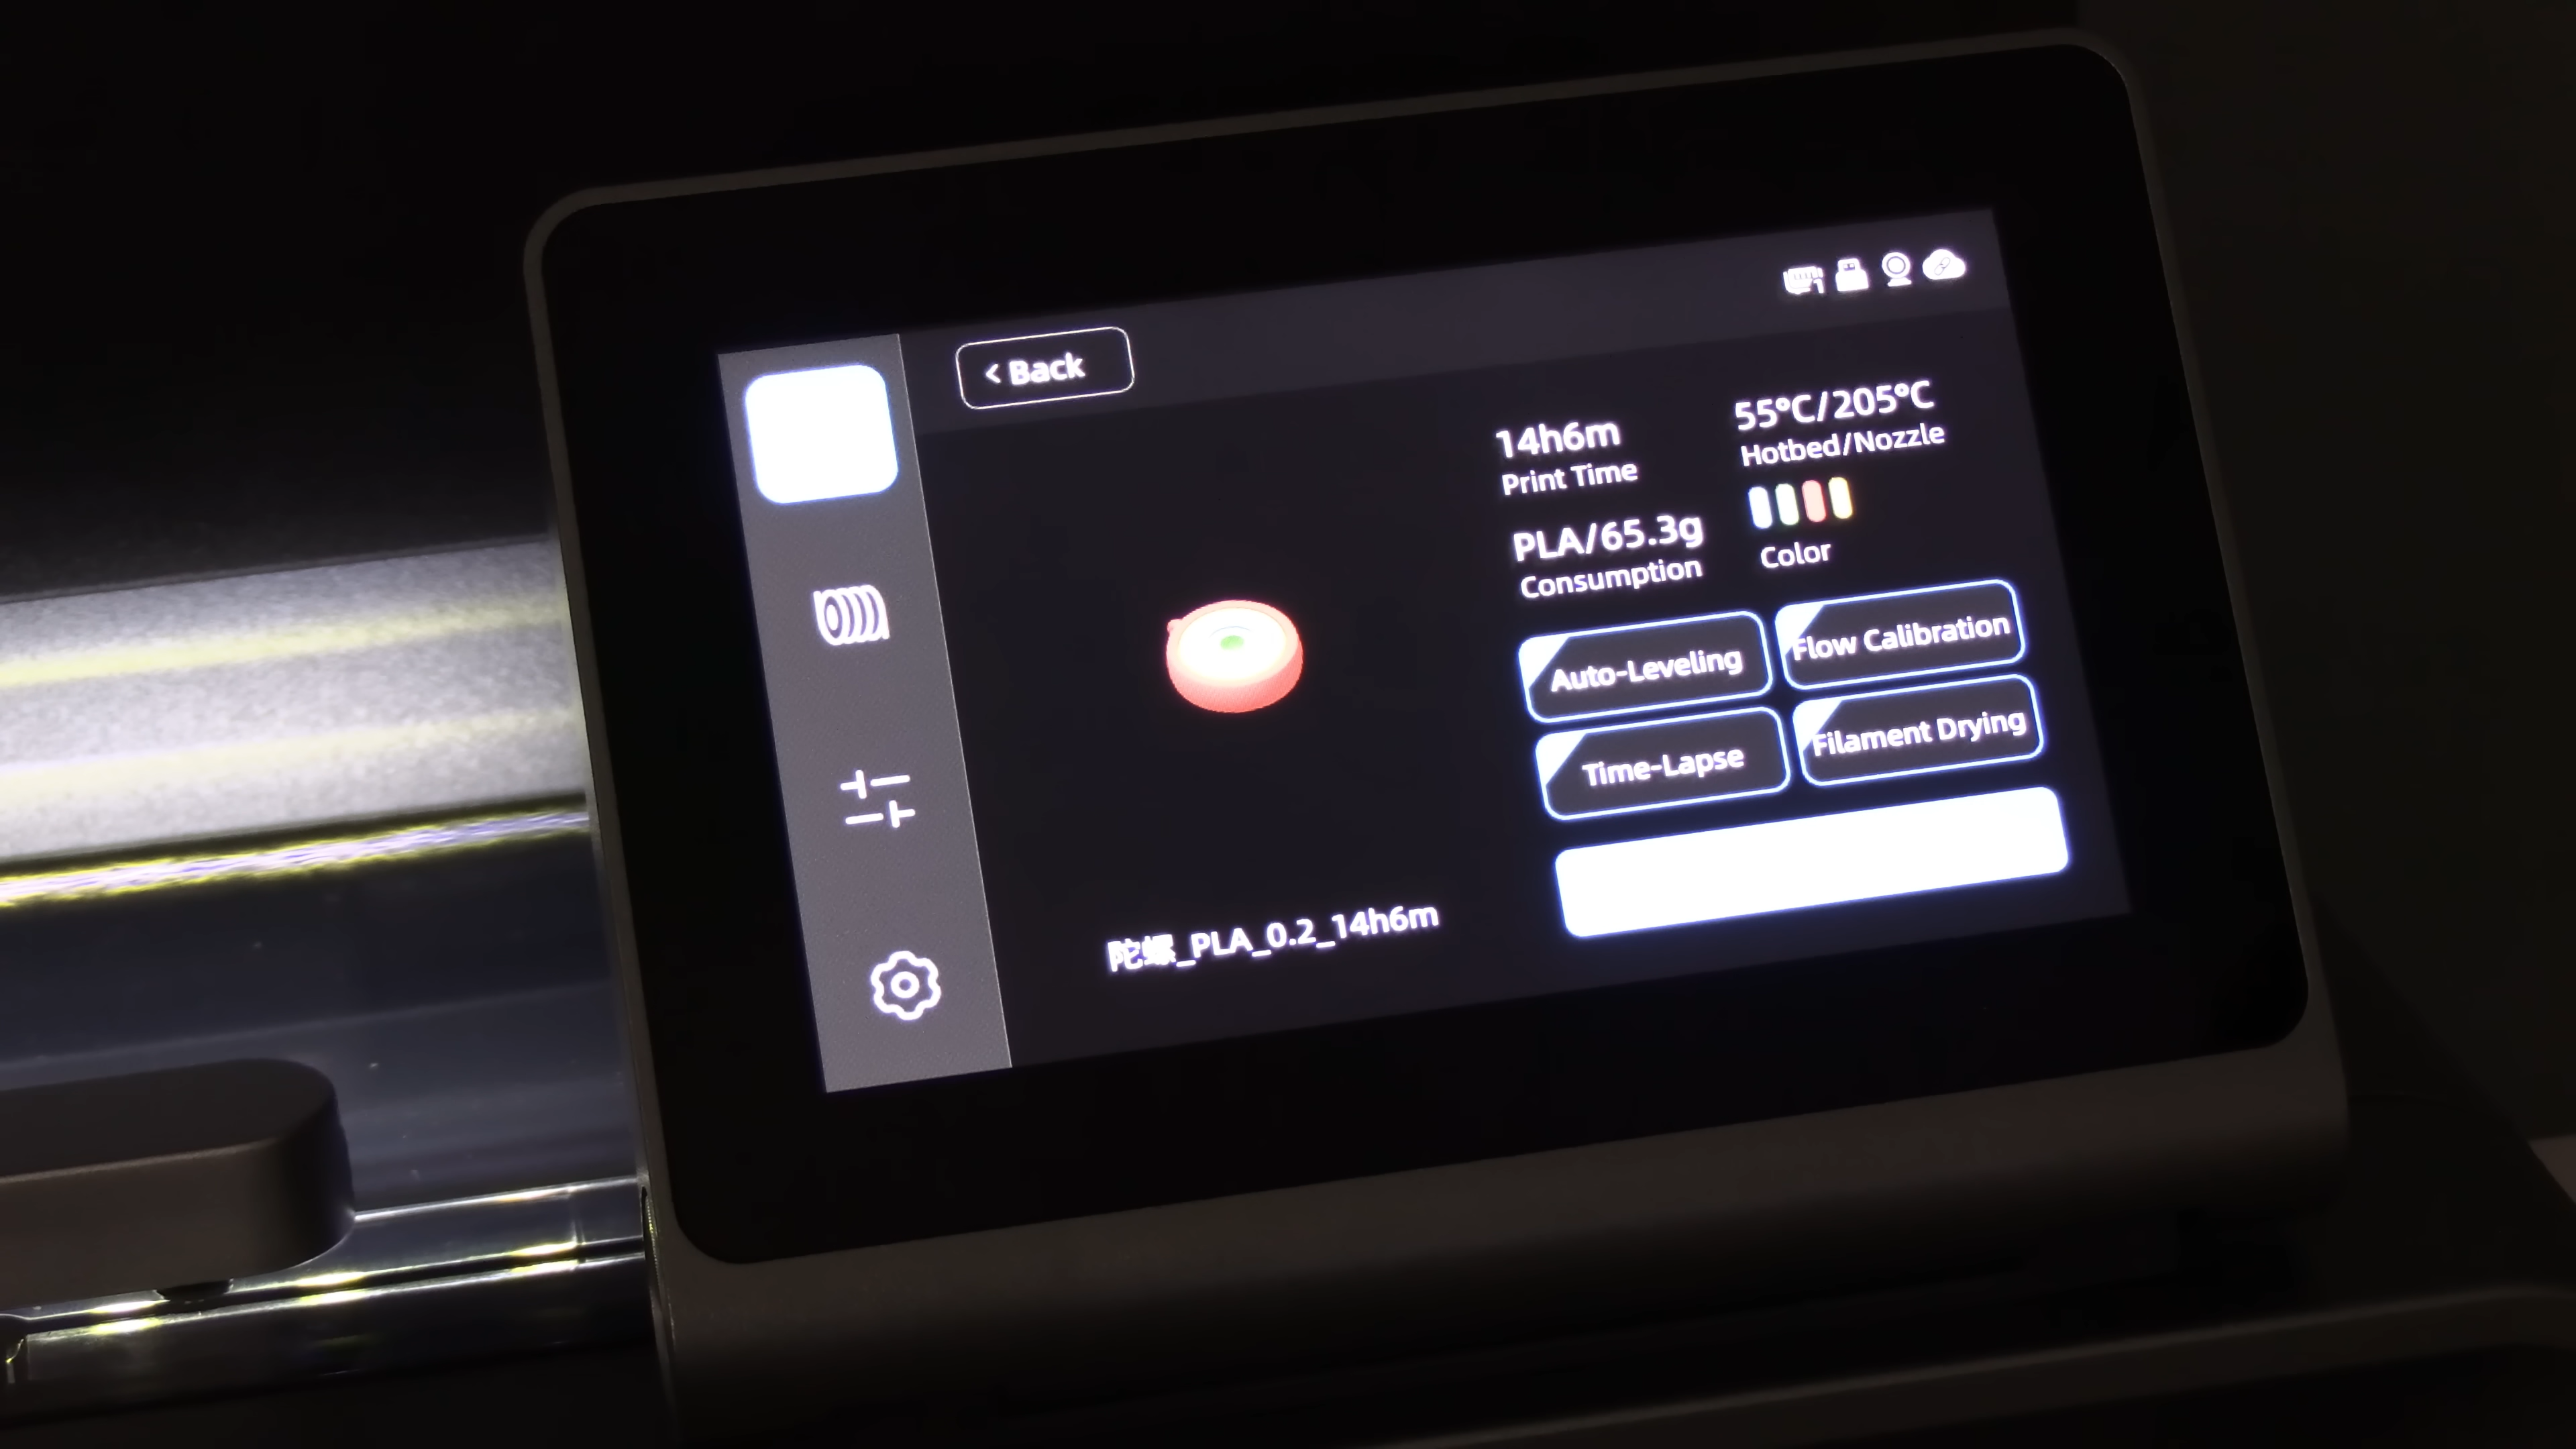 < Back
14h6m
Print Time
55°C/205°C
Hotbed/Nozzle
PLA/65.3g
Consumption
Color
Auto-Leveling
Flow Calibration
Time-Lapse
Filament Drying
陀螺_PLA_0.2_14h6m